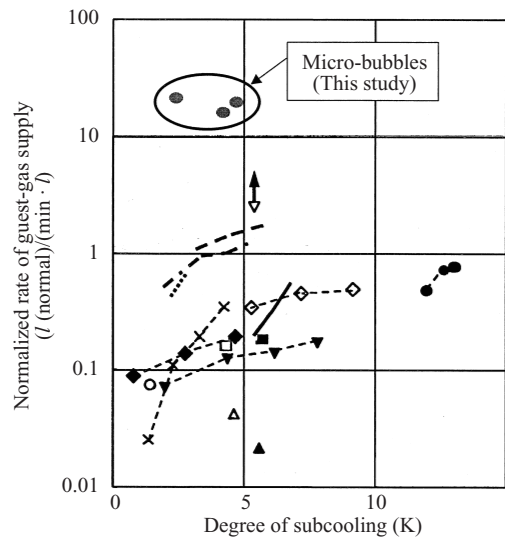 100
10
1
0.1
0.01
Micro-bubbles
(This study)
Normalized rate of guest-gas supply
(l (normal)/(min · l)
0
5
10
Degree of subcooling (K)